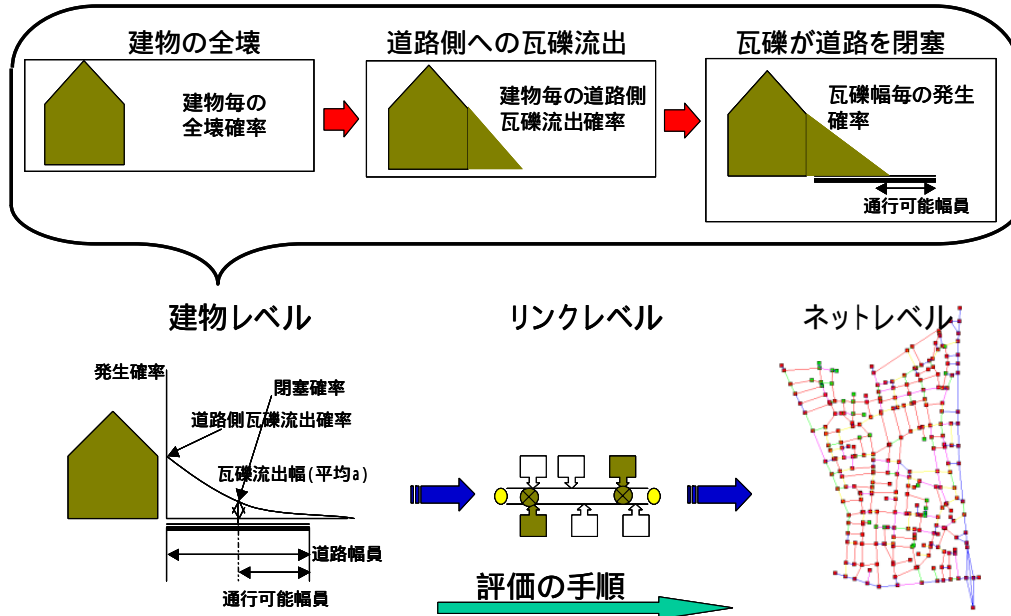 建物の全壊
道路側への瓦礫流出
瓦礫が道路を閉塞
建物毎の
全壊確率
建物毎の道路側
瓦礫流出確率
瓦礫幅毎の発生
確率
通行可能幅員
建物レベル
リンクレベル
ネットレベル
発生確率
閉塞確率
道路側瓦礫流出確率
瓦礫流出幅(平均a)
道路幅員
通行可能幅員
評価の手順